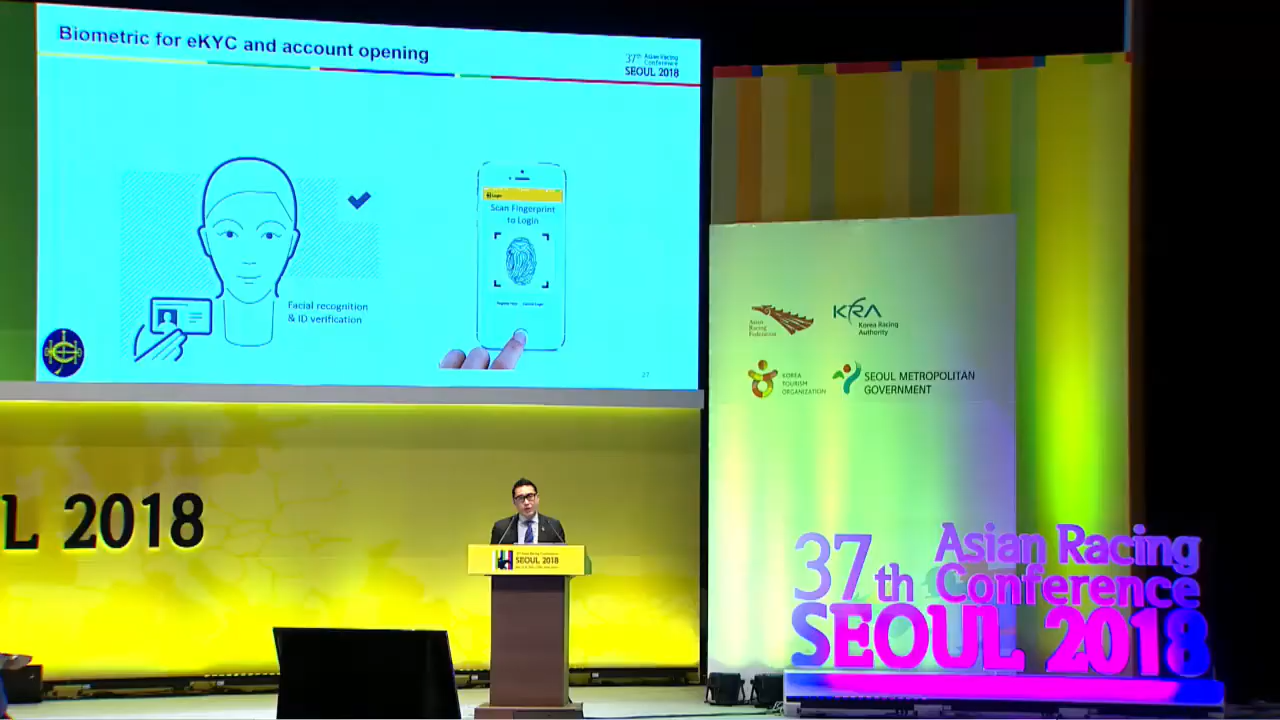 Biometric for eKYC and account opening
37th Asian Racing
Conference
SEOUL 2018
Facial recognition
& ID verification
Login
Scan Fingerprint
to Login
27
L 2018
SEOUL 2018
Asian
Racing
Federation
KRA
Korea Racing
Authority
KOREA
TOURISM
ORGANIZATION
SEOUL METROPOLITAN
GOVERNMENT
37th
Asian Racing
Conference
SEOUL 2018